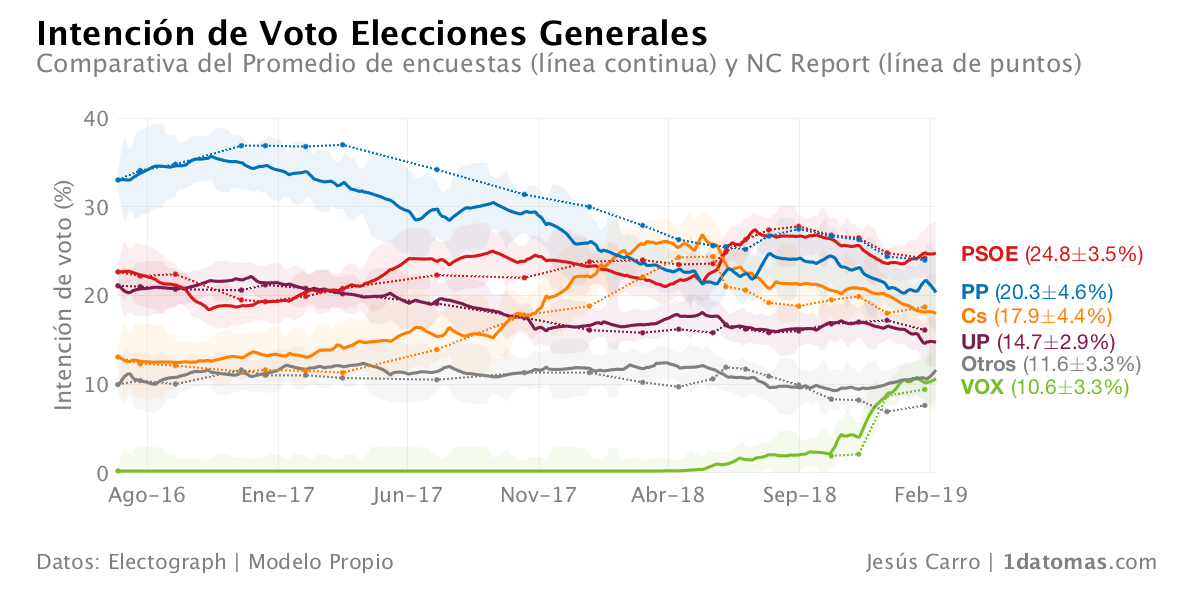 Intención de Voto Elecciones Generales
Comparativa del Promedio de encuestas (línea continua) y NC Report (línea de puntos)
Intención de voto (%)
40
30
20
10
0
Ago-16
Ene-17
Jun-17
Nov-17
Abr-18
Sep-18
Feb-19
PSOE (24.8±3.5%)
PP (20.3±4.6%)
Cs (17.9±4.4%)
UP (14.7±2.9%)
Otros (11.6±3.3%)
VOX (10.6±3.3%)
Datos: Electograph | Modelo Propio
Jesús Carro | 1datomas.com